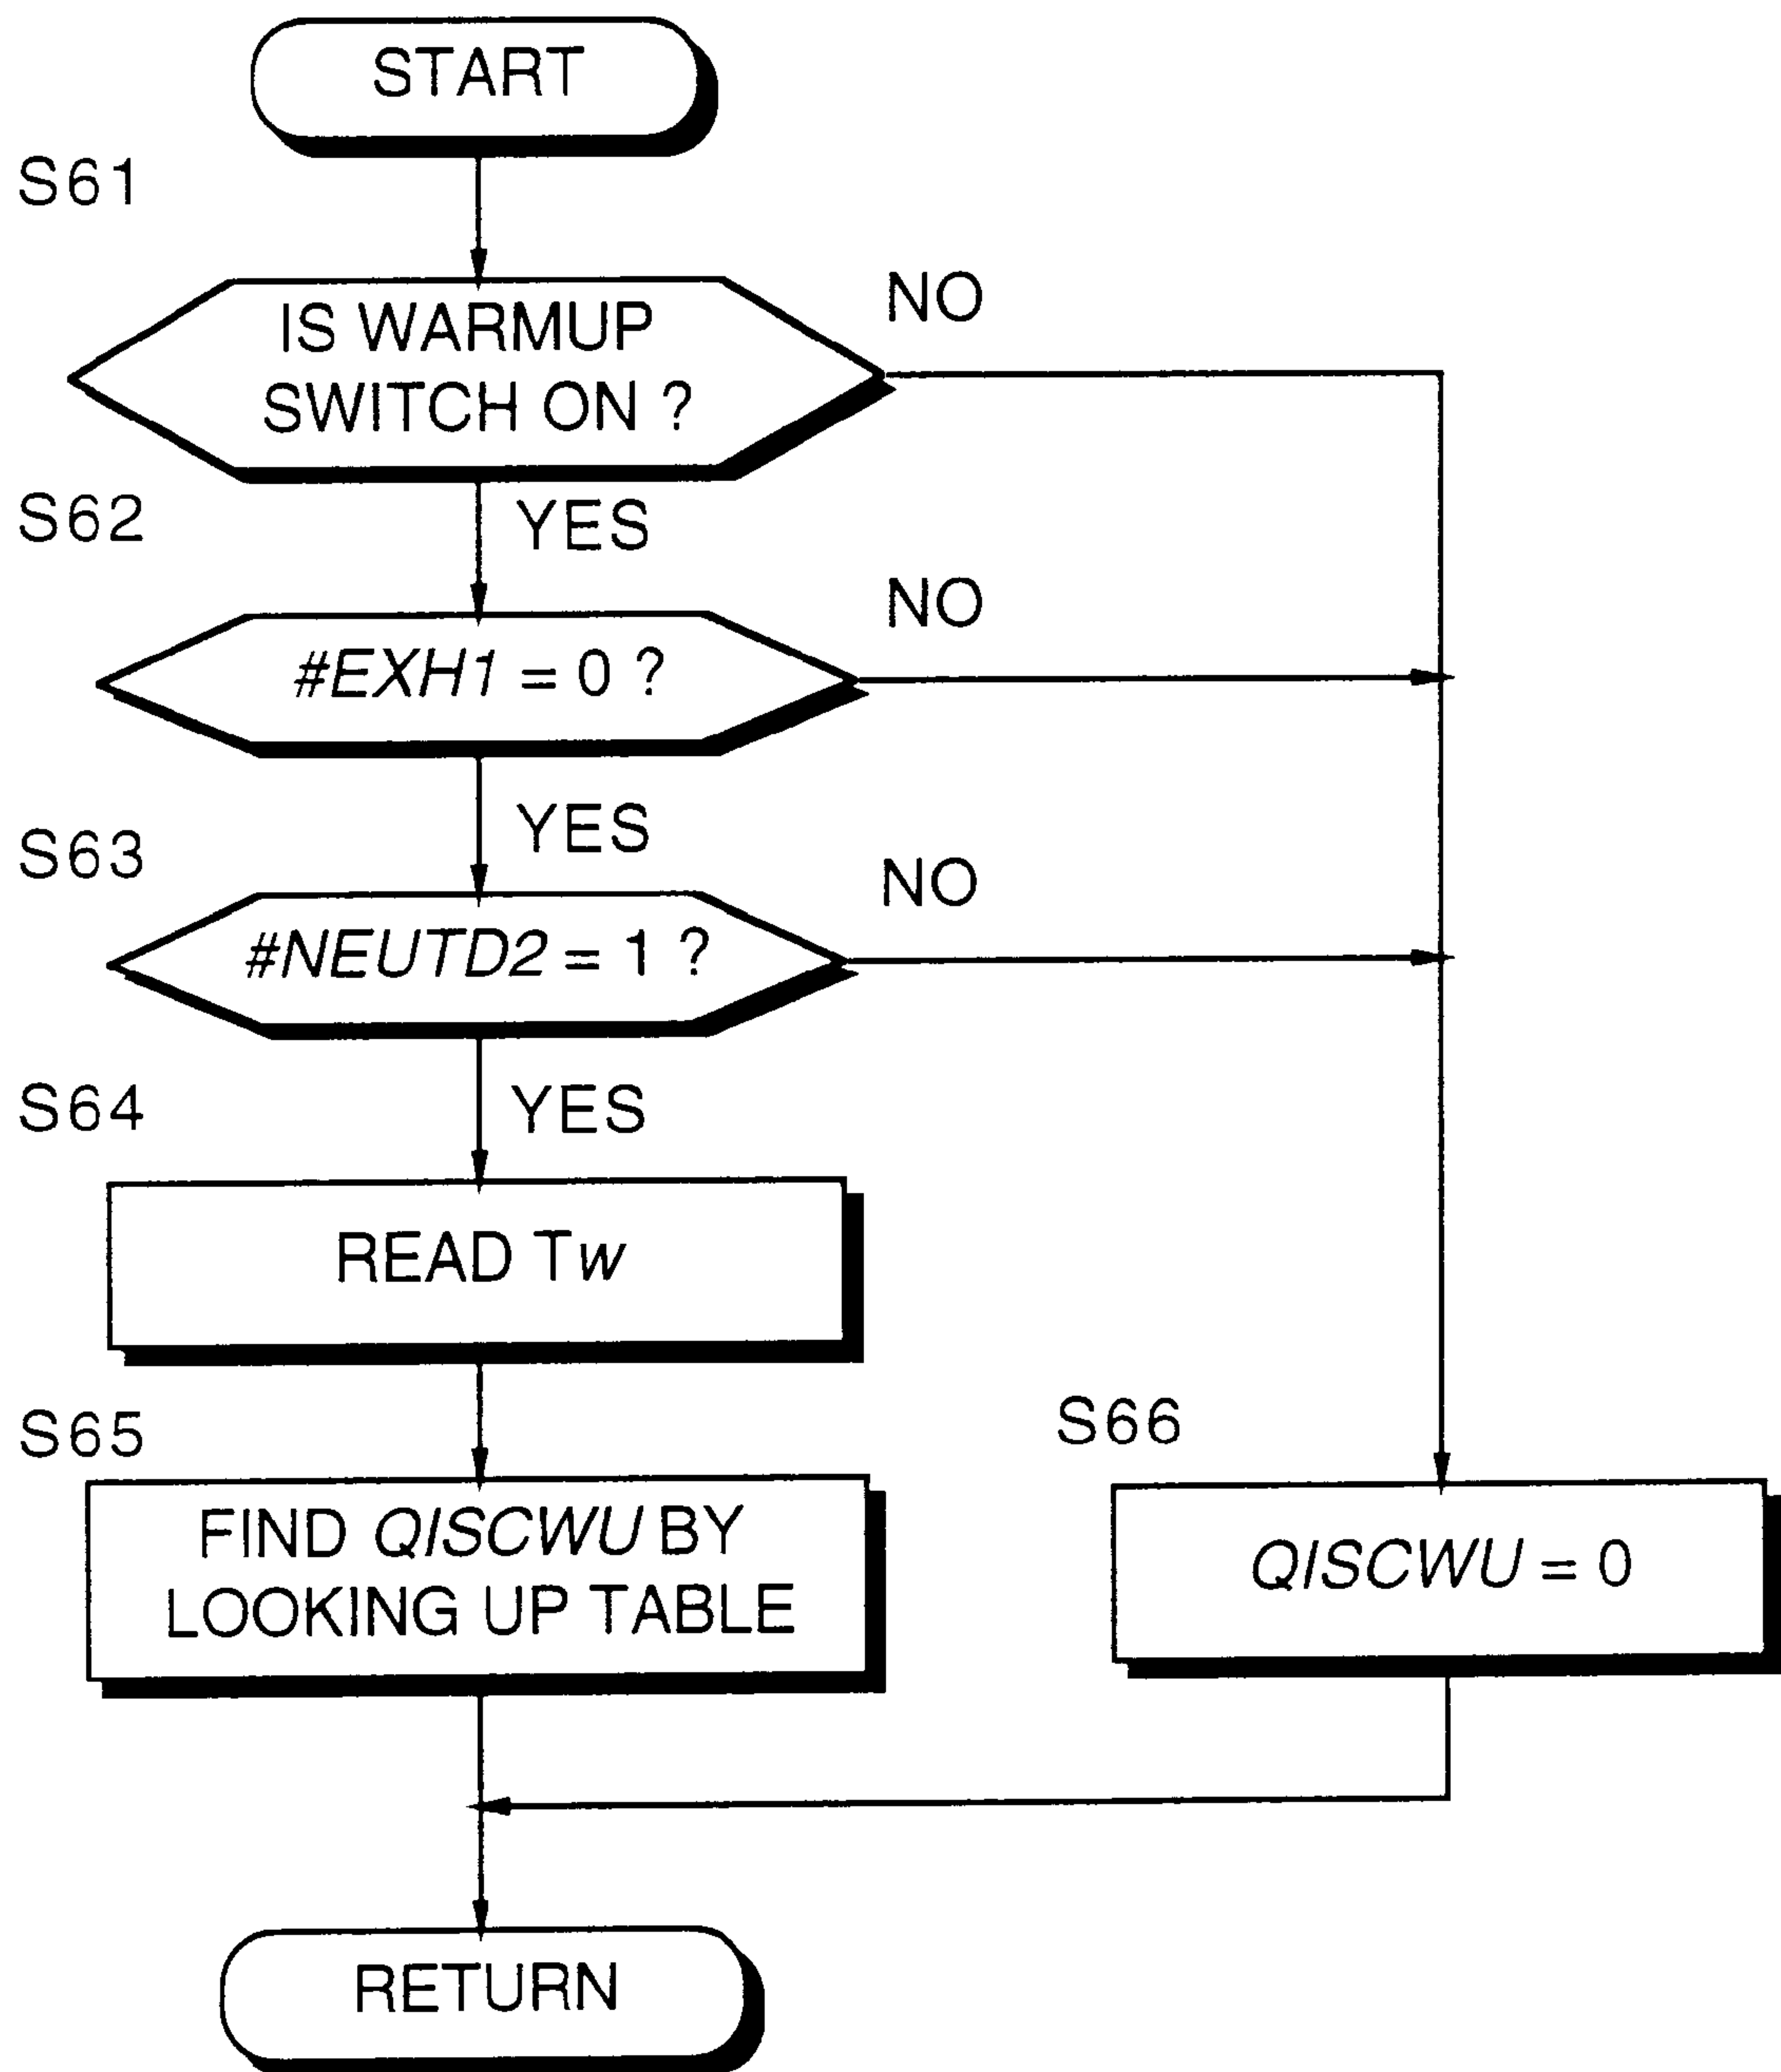 START
S61
IS WARMUP
SWITCH ON ?
NO
S62
YES
#EXH1 = 0 ?
NO
S63
YES
#NEUTD2 = 1 ?
NO
S64
YES
READ Tw
S65
FIND QISCWU BY
LOOKING UP TABLE
S66
QISCWU = 0
RETURN